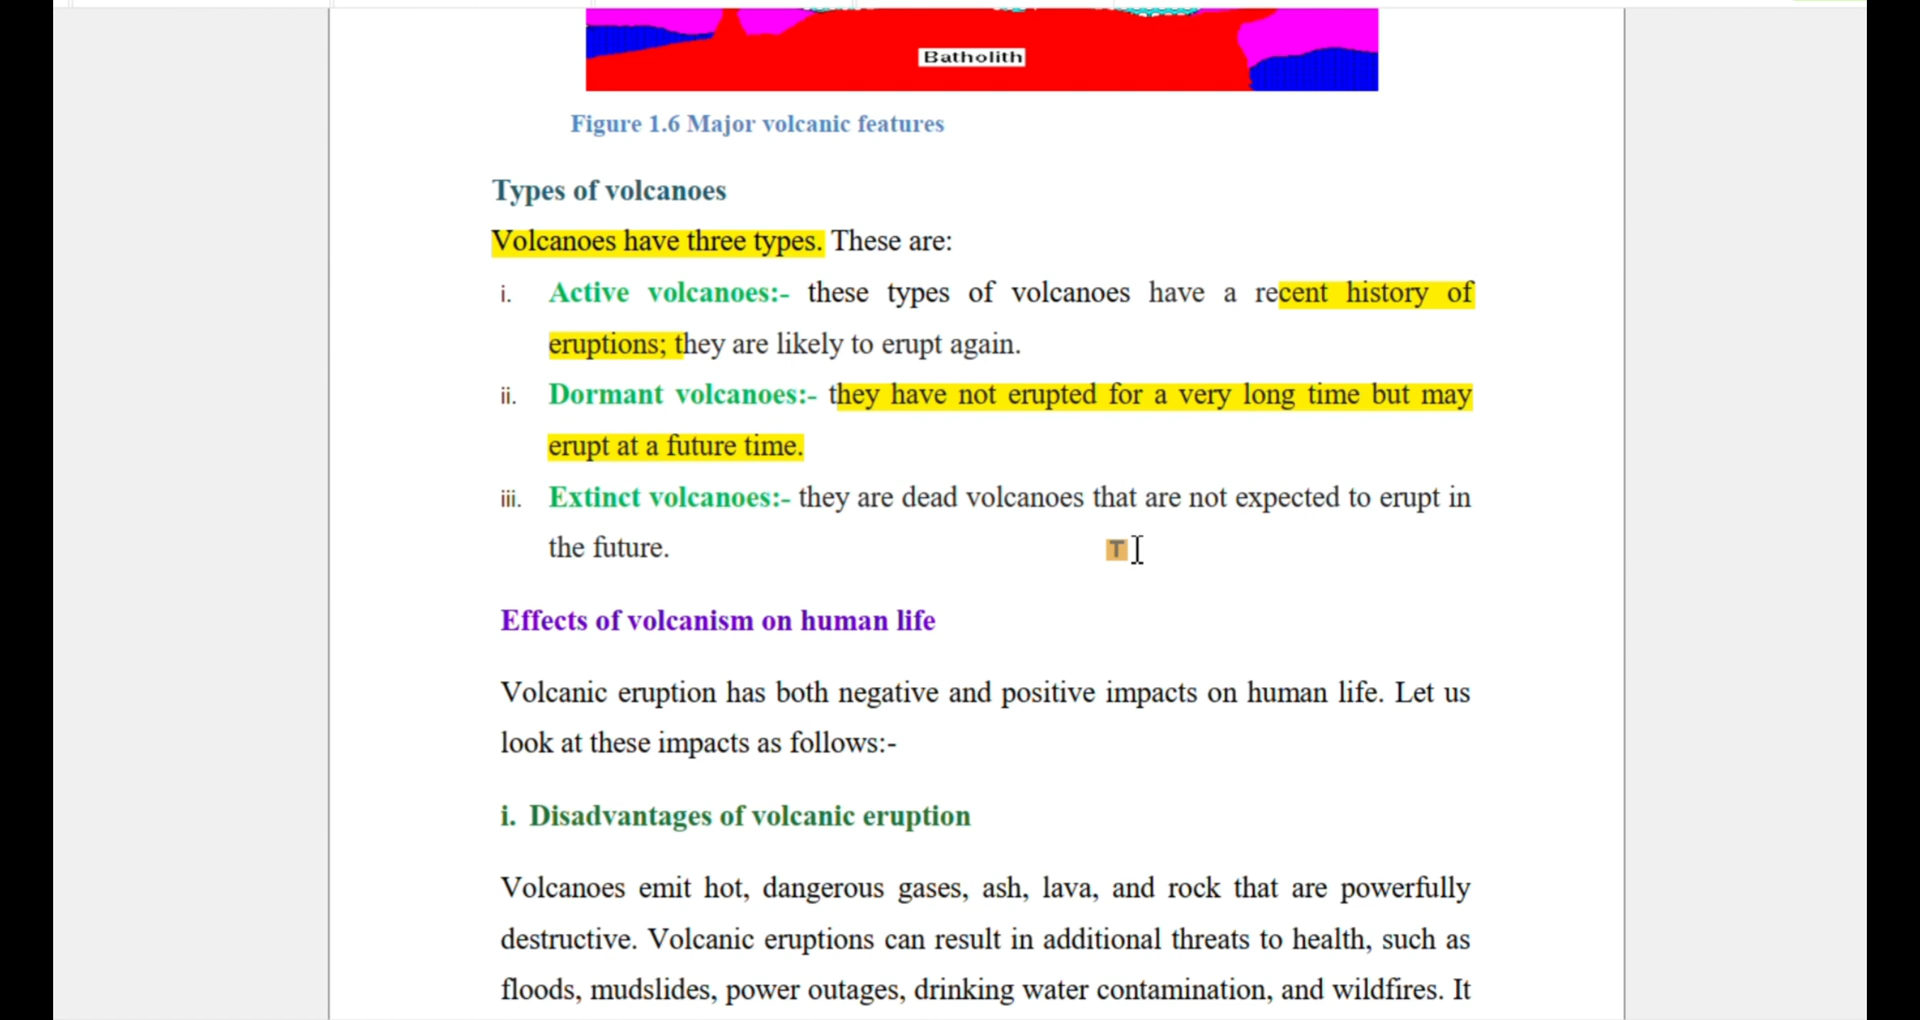 Batholith
Figure 1.6 Major volcanic features
Types of volcanoes
Volcanoes have three types. These are:
i. Active volcanoes:- these types of volcanoes have a recent history of
eruptions; they are likely to erupt again.
ii. Dormant volcanoes:- they have not erupted for a very long time but may
erupt at a future time.
iii. Extinct volcanoes:- they are dead volcanoes that are not expected to erupt in
the future.
T
Effects of volcanism on human life
Volcanic eruption has both negative and positive impacts on human life. Let us
look at these impacts as follows:-
i. Disadvantages of volcanic eruption
Volcanoes emit hot, dangerous gases, ash, lava, and rock that are powerfully
destructive. Volcanic eruptions can result in additional threats to health, such as
floods, mudslides, power outages, drinking water contamination, and wildfires. It